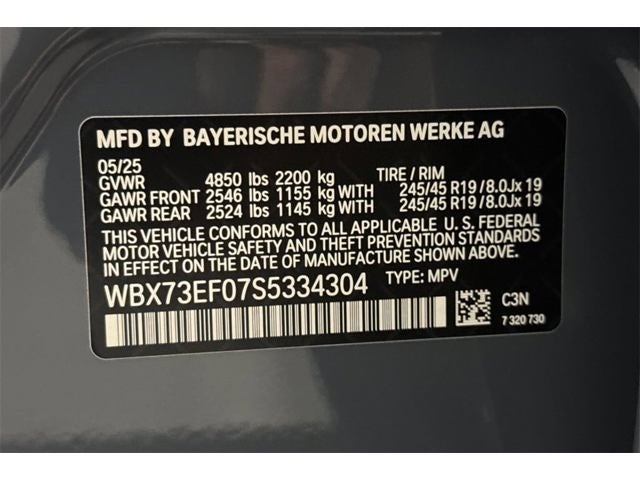 MFD BY BAYERISCHE MOTOREN WERKE AG
05/25
GVWR 4850 lbs 2200 kg TIRE / RIM
GAWR FRONT 2546 lbs 1155 kg WITH 245/45 R19 / 8.0Jx 19
GAWR REAR 2524 lbs 1145 kg WITH 245/45 R19 / 8.0Jx 19
THIS VEHICLE CONFORMS TO ALL APPLICABLE U. S. FEDERAL
MOTOR VEHICLE SAFETY AND THEFT PREVENTION STANDARDS
IN EFFECT ON THE DATE OF MANUFACTURE SHOWN ABOVE.
WBX73EF07S5334304 TYPE: MPV
C3N
7 320 730